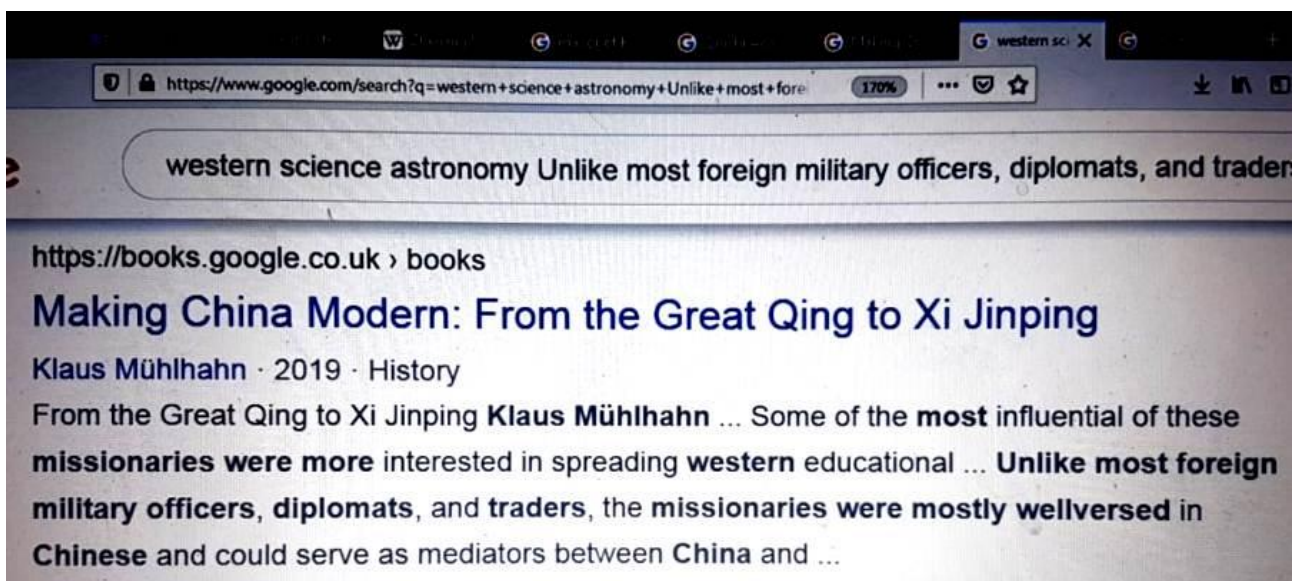 western sci
https://www.google.com/search?q=western+science+astronomy+Unlike+most+fore
170%
western science astronomy Unlike most foreign military officers, diplomats, and traders
https://books.google.co.uk › books
Making China Modern: From the Great Qing to Xi Jinping
Klaus Mühlhahn · 2019 · History
From the Great Qing to Xi Jinping Klaus Mühlhahn ... Some of the most influential of these
missionaries were more interested in spreading western educational ... Unlike most foreign
military officers, diplomats, and traders, the missionaries were mostly wellversed in
Chinese and could serve as mediators between China and ...